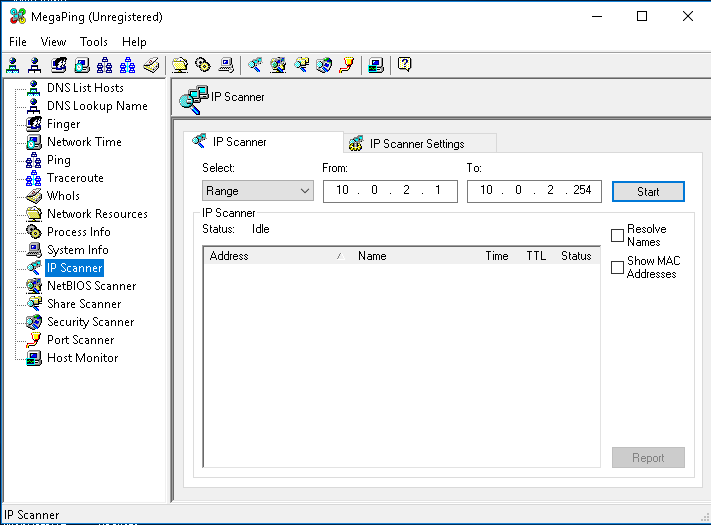 MegaPing (Unregistered)
File View Tools Help
DNS List Hosts
DNS Lookup Name
Finger
Network Time
Ping
Traceroute
WhoIs
Network Resources
Process Info
System Info
IP Scanner
NetBIOS Scanner
Share Scanner
Security Scanner
Port Scanner
Host Monitor
IP Scanner
IP Scanner
IP Scanner Settings
Select: From: To:
Range 10 . 0 . 2 . 1 10 . 0 . 2 . 254 Start
IP Scanner
Status: Idle
Address Name Time TTL Status
Resolve
Names
Show MAC
Addresses
Report
IP Scanner